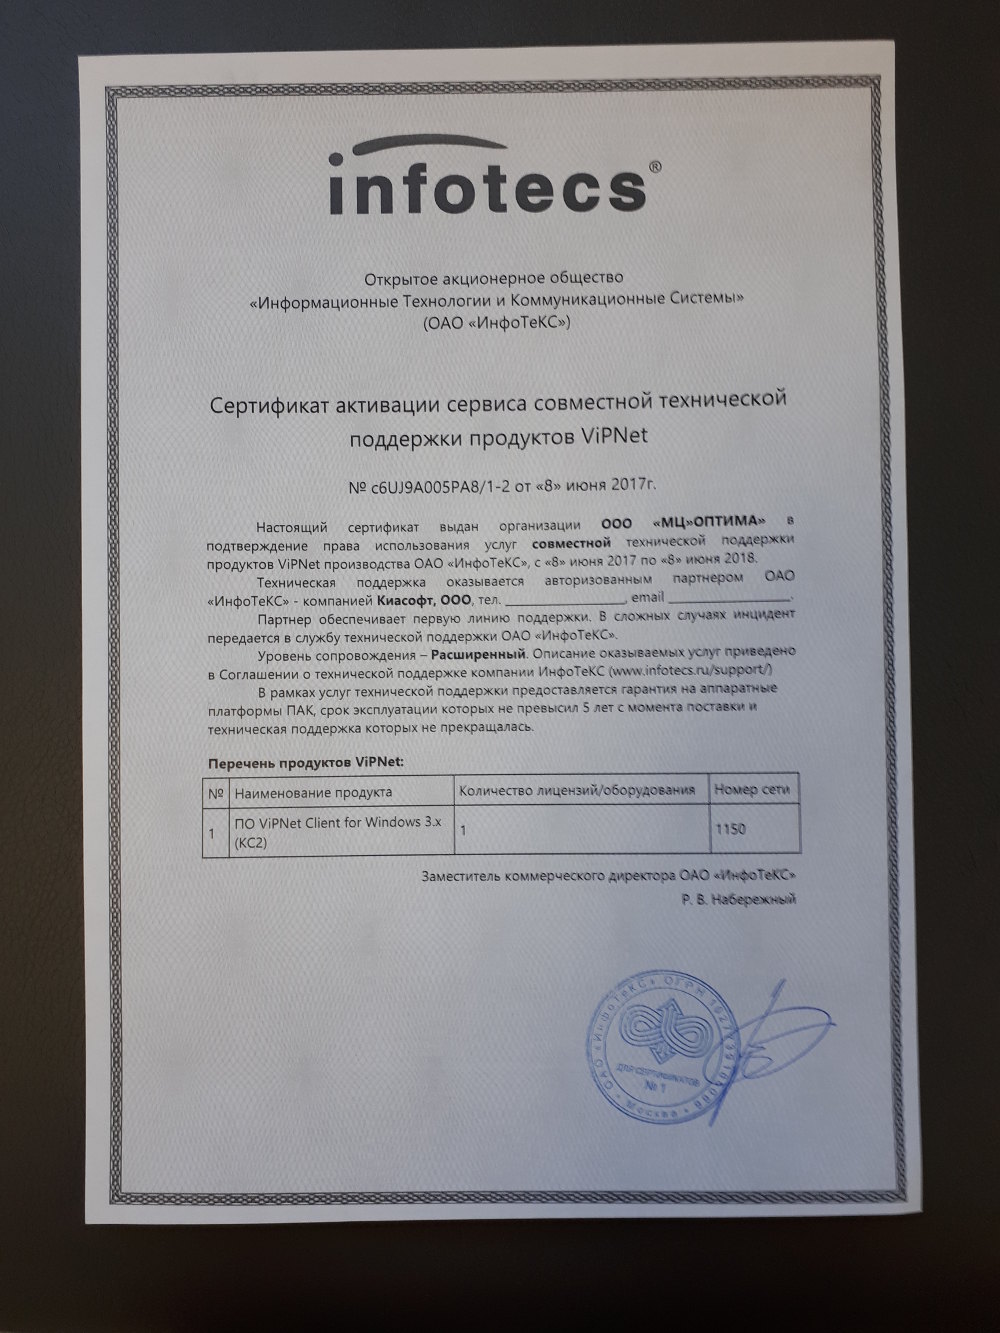 infotecs®
Открытое акционерное общество
«Информационные Технологии и Коммуникационные Системы»
(ОАО «ИнфоТеКС»)
Сертификат активации сервиса совместной технической
поддержки продуктов ViPNet
№ c6UJ9A005PA8/1-2 от «8» июня 2017г.
Настоящий сертификат выдан организации ООО «МЦ»ОПТИМА» в
подтверждение права использования услуг совместной технической поддержки
продуктов ViPNet производства ОАО «ИнфоТеКС», с «8» июня 2017 по «8» июня 2018.
Техническая поддержка оказывается авторизованным партнером ОАО
«ИнфоТеКС» - компанией Киасофт, ООО, тел. _______________, email _______________.
Партнер обеспечивает первую линию поддержки. В сложных случаях инцидент
передается в службу технической поддержки ОАО «ИнфоТеКС».
Уровень сопровождения – Расширенный. Описание оказываемых услуг приведено
в Соглашении о технической поддержке компании ИнфоТеКС (www.infotecs.ru/support/)
В рамках услуг технической поддержки предоставляется гарантия на аппаратные
платформы ПАК, срок эксплуатации которых не превысил 5 лет с момента поставки и
техническая поддержка которых не прекращалась.
Перечень продуктов ViPNet:
№ Наименование продукта Количество лицензий/оборудования Номер сети
1 ПО ViPNet Client for Windows 3.x (КС2) 1 1150
Заместитель коммерческого директора ОАО «ИнфоТеКС»
Р. В. Набережный
ОАО «ИнфоТеКС» ОГРН
ДЛЯ СЕРТИФИКАТОВ
№ 1
Москва